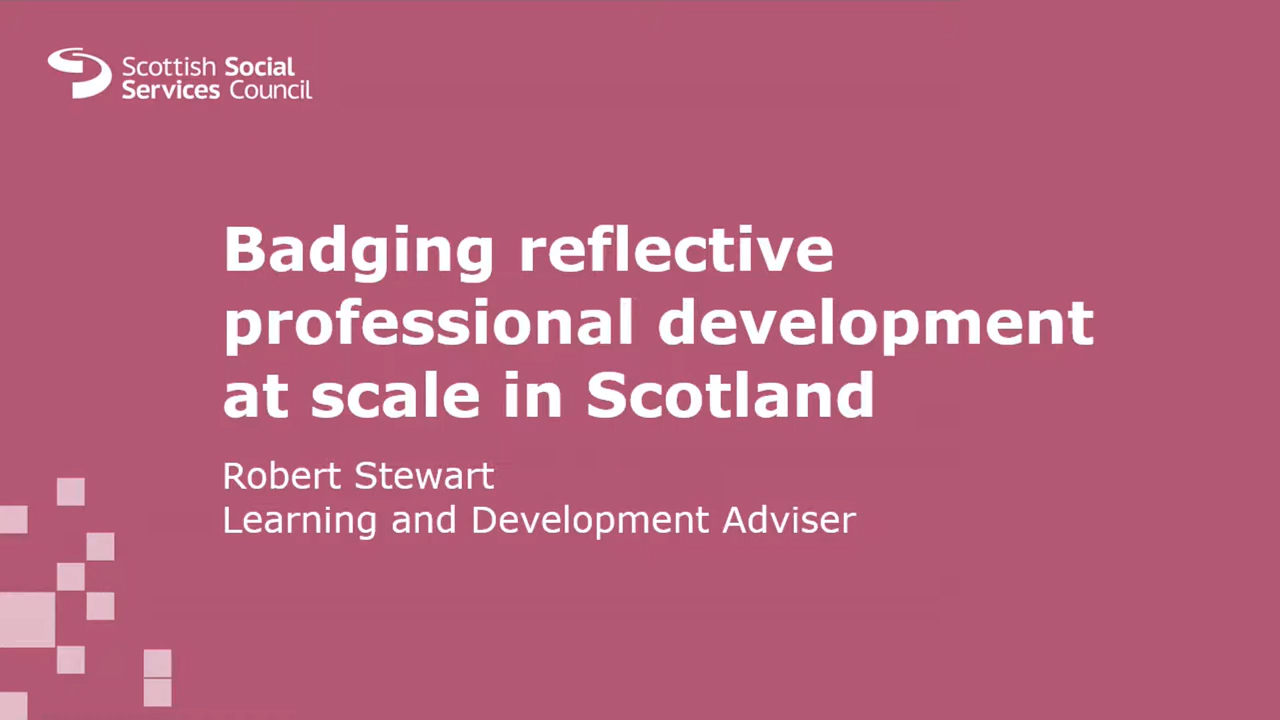 Scottish Social
Services Council
Badging reflective
professional development
at scale in Scotland
Robert Stewart
Learning and Development Adviser